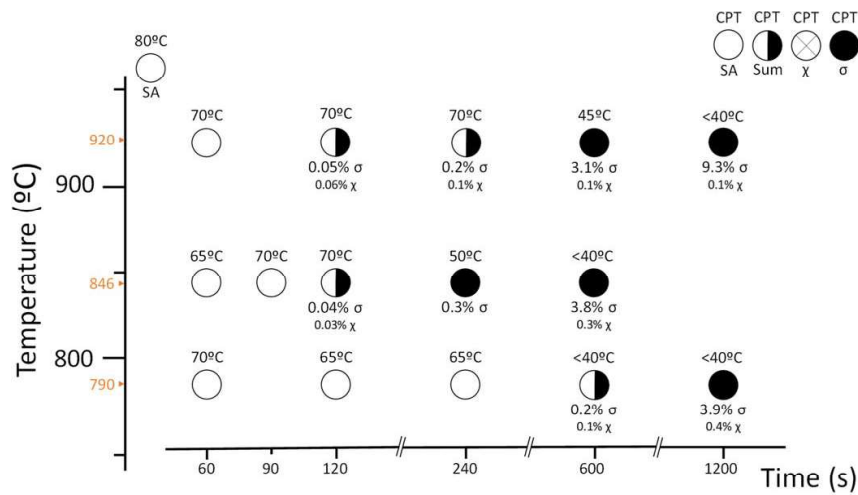 CPT CPT CPT CPT
SA Sum χ σ
80ºC
SA
70ºC 70ºC 70ºC 45ºC <40ºC
920
0.05% σ 0.2% σ 3.1% σ 9.3% σ
0.06% χ 0.1% χ 0.1% χ 0.1% χ
900
Temperature (ºC)
65ºC 70ºC 70ºC 50ºC <40ºC
846
0.04% σ 0.3% σ 3.8% σ
0.03% χ 0.3% χ
800
70ºC 65ºC 65ºC <40ºC <40ºC
790
0.2% σ 3.9% σ
0.1% χ 0.4% χ
60 90 120 240 600 1200 Time (s)